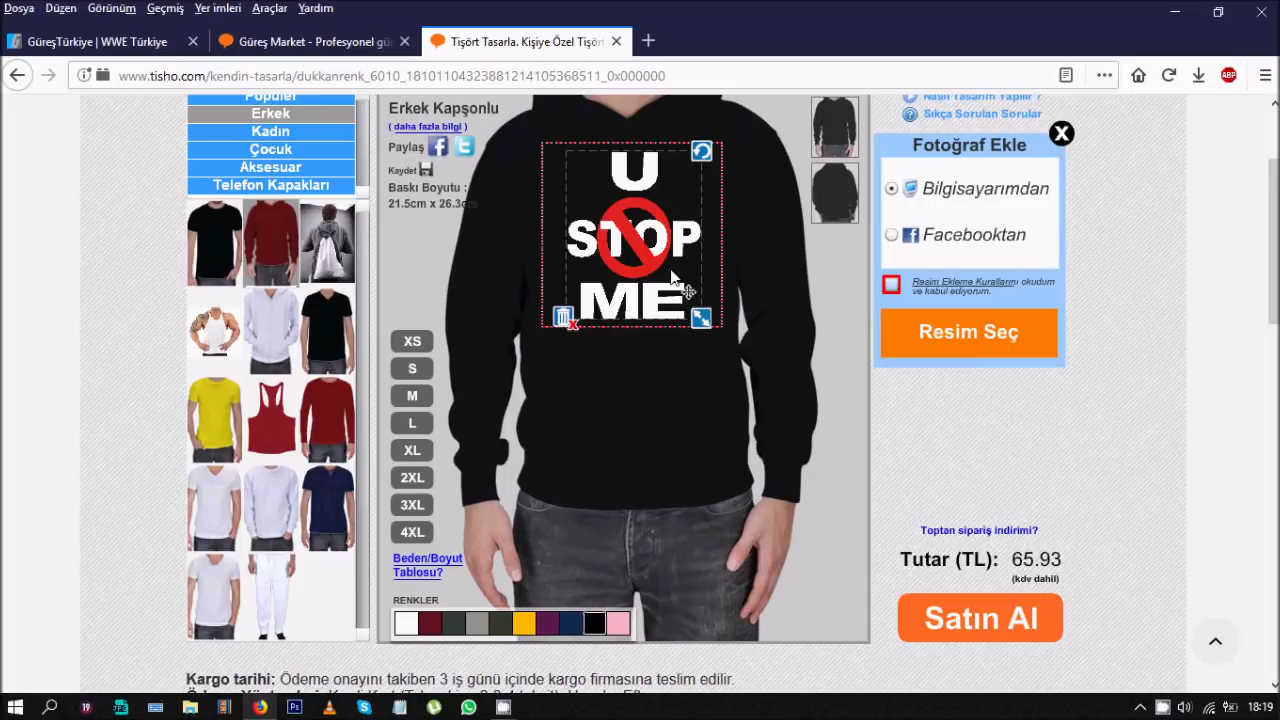 Dosya Düzen Görünüm Geçmiş Yer imleri Araçlar Yardım
GüreşTürkiye | WWE Türkiye
Güreş Market - Profesyonel gü
Tişört Tasarla. Kişiye Özel Tişört
www.tisho.com/kendin-tasarla/dukkanrenk_6010_18101104323881214105368511_0x000000
ABP
Popüler
Erkek
Kadın
Çocuk
Aksesuar
Telefon Kapakları
Erkek Kapşonlu
( daha fazla bilgi )
Paylaş
Kaydet
Baskı Boyutu :
21.5cm x 26.3cm
U
STOP
ME
XS
S
M
L
XL
2XL
3XL
4XL
Beden/Boyut
Tablosu?
RENKLER
Nasıl Tasarım Yapılır ?
Sıkça Sorulan Sorular
X
Fotoğraf Ekle
Bilgisayarımdan
Facebooktan
Resim Ekleme Kurallarını okudum
ve kabul ediyorum.
Resim Seç
Toptan sipariş indirimi?
Tutar (TL): 65.93
(kdv dahil)
Satın Al
Kargo tarihi: Ödeme onayını takiben 3 iş günü içinde kargo firmasına teslim edilir.
18:19